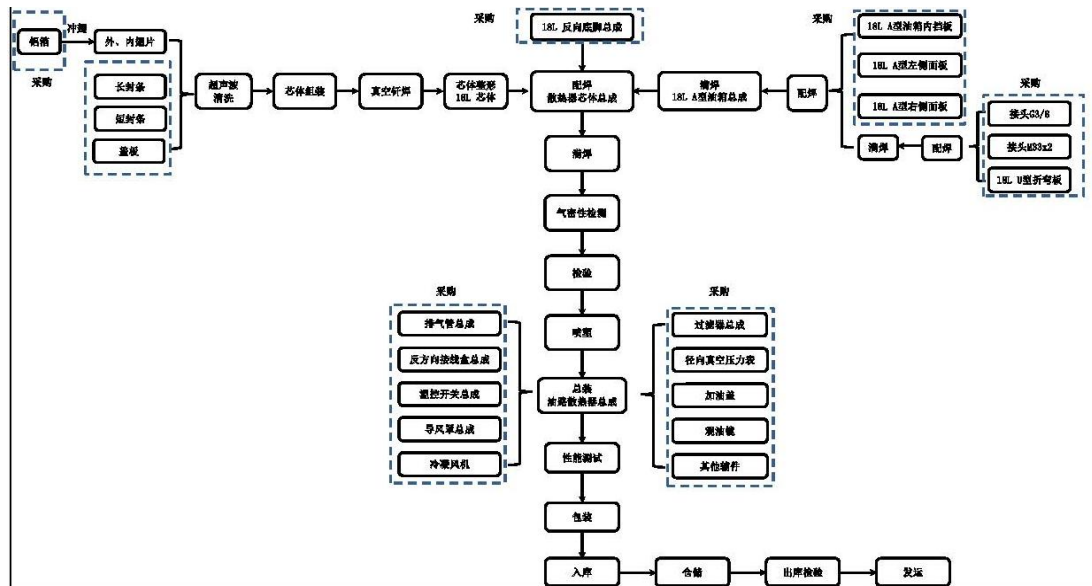 采购
铝箔
冲翅
外、内翅片
采购
长封条
短封条
盖板
超声波
清洗
芯体组装
真空钎焊
芯体整形
18L 芯体
采购
18L 反向底脚总成
配焊
散热器芯体总成
满焊
18L A型油箱总成
配焊
采购
18L A型油箱内挡板
18L A型左侧面板
18L A型右侧面板
满焊
配焊
采购
接头G3/8
接头M33x2
18L U型折弯板
满焊
气密性检测
检验
喷塑
采购
排气管总成
反方向接线盒总成
温控开关总成
导风罩总成
冷凝风机
总装
油路散热器总成
采购
过滤器总成
径向真空压力表
加油盖
观油镜
其他辅件
性能测试
包装
入库
仓储
出库检验
发运